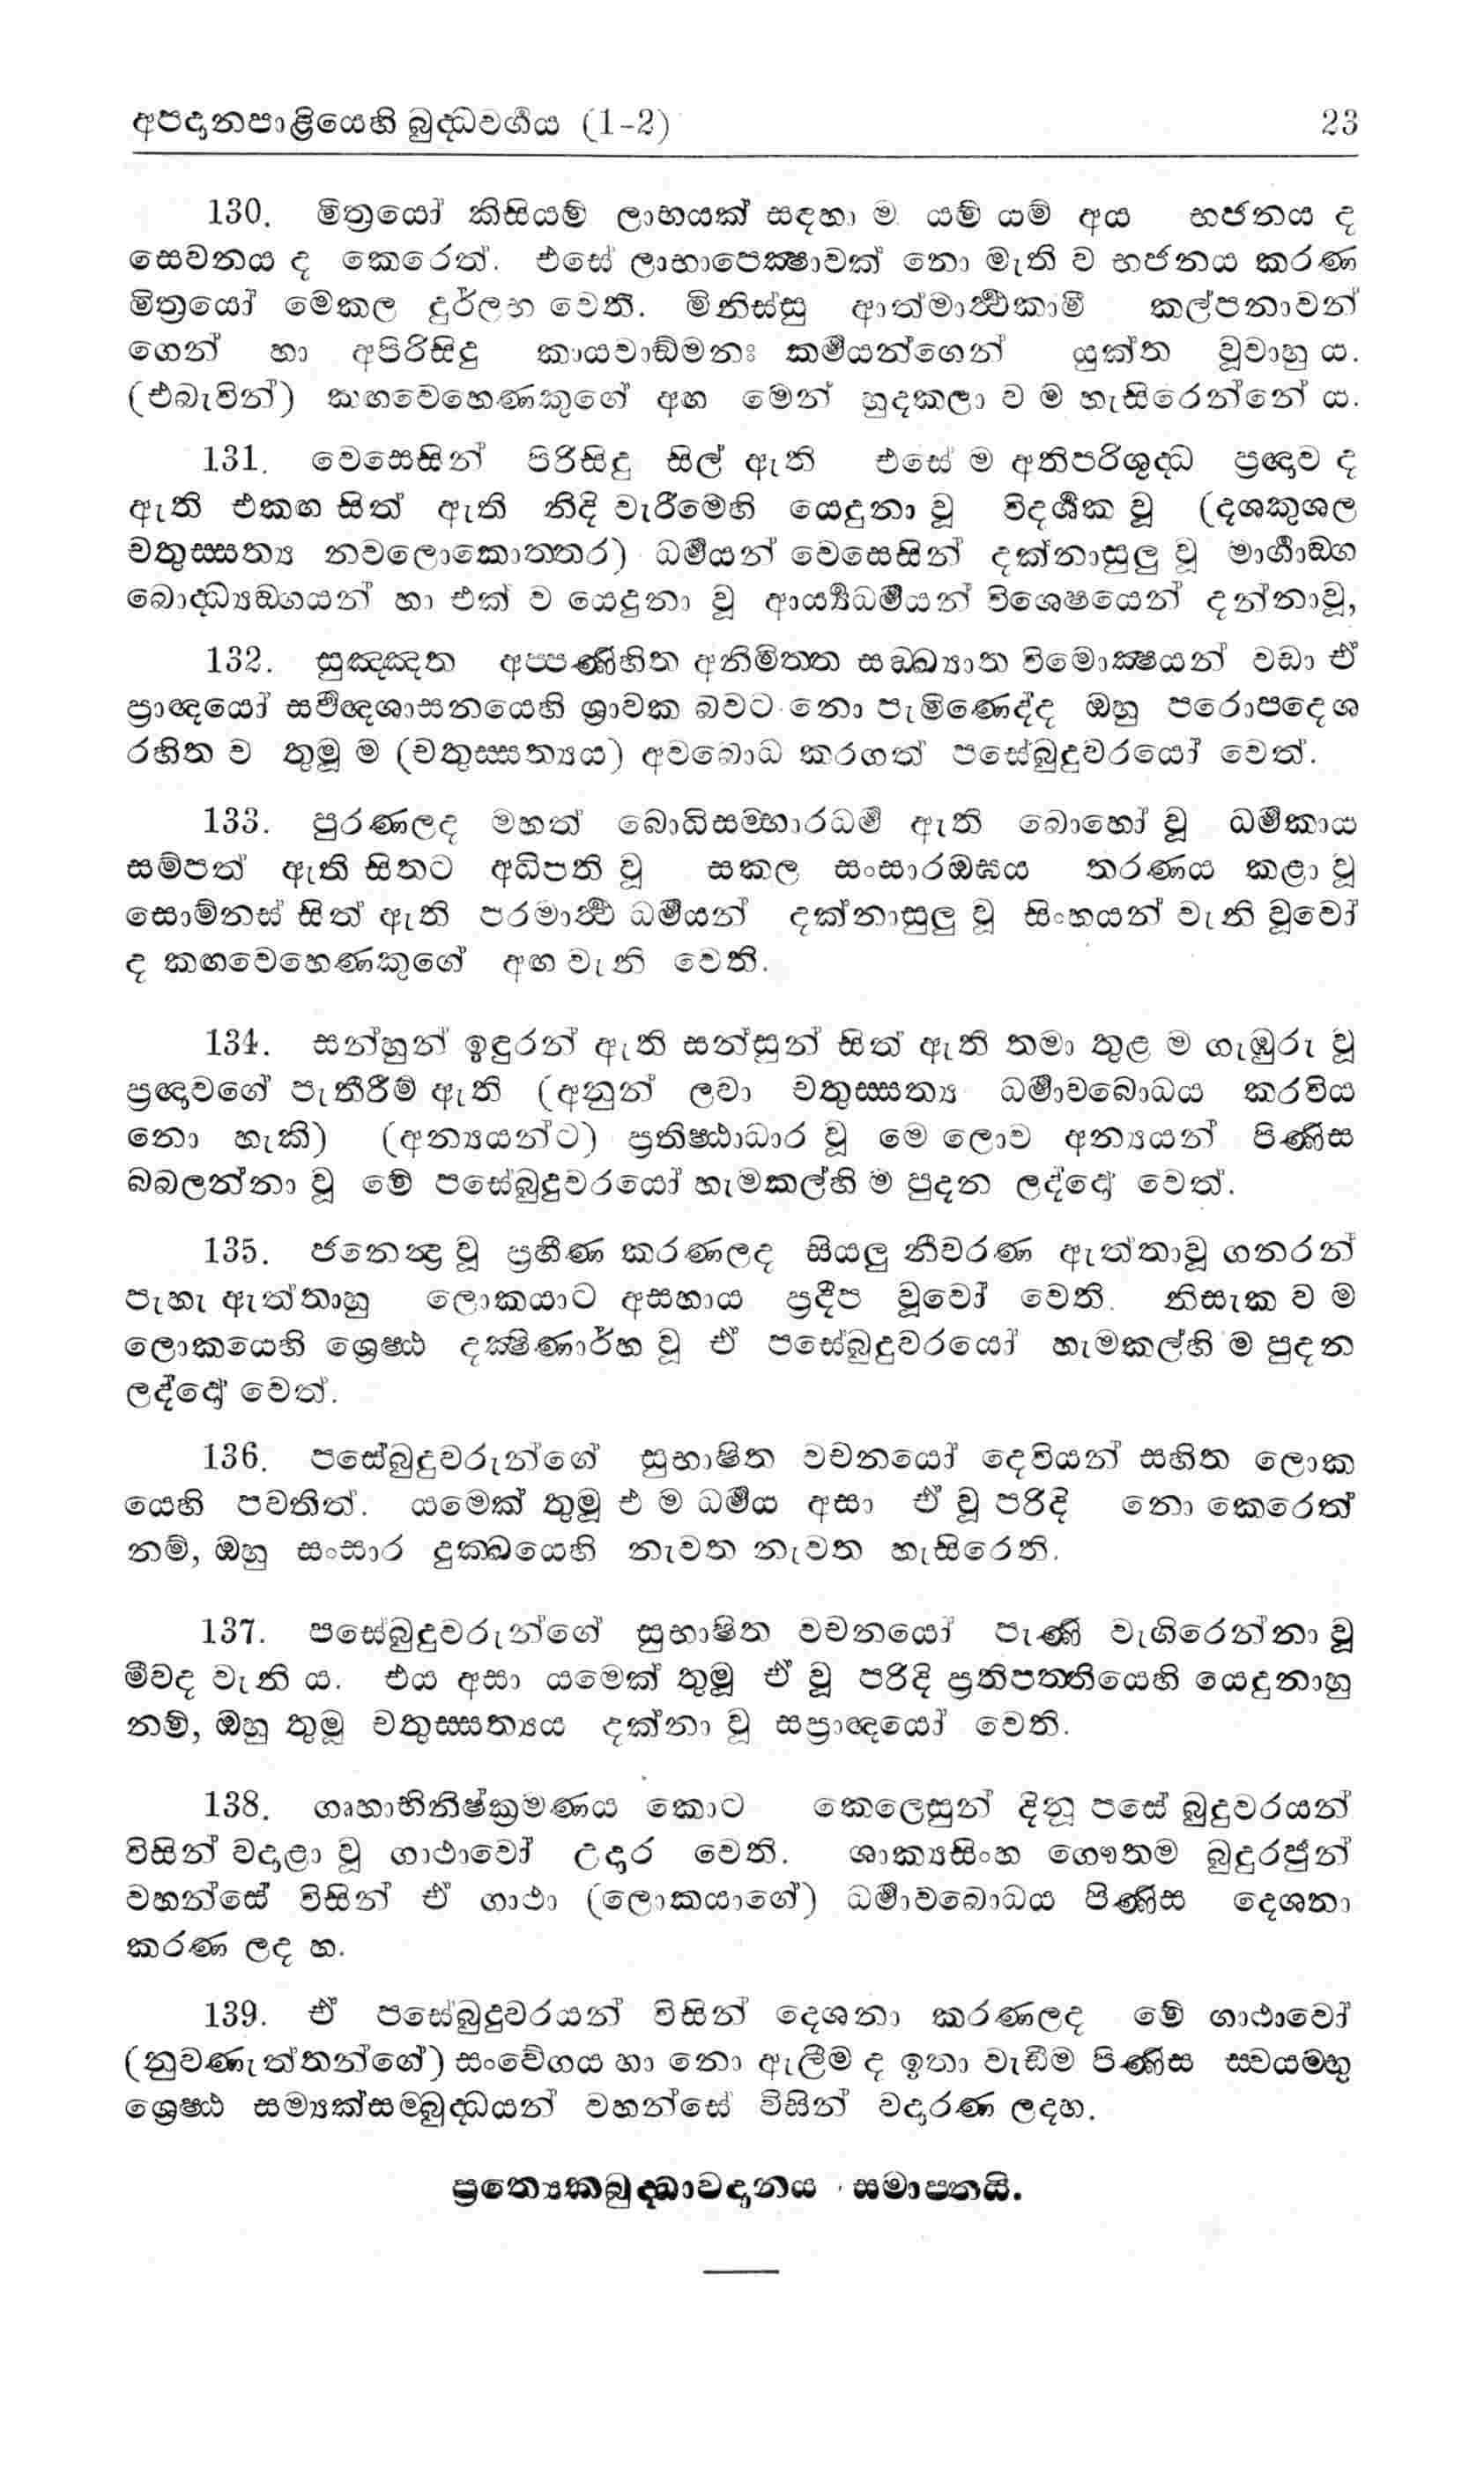 අපදානපාළියෙහි බුද්ධවර්ගය (1-2) 23
130. මිත්‍රයෝ කිසියම් ලාභයක් සඳහා ම යම් යම් අය භජනය ද
සෙවනය ද කෙරෙත්. එසේ ලාභාපෙක්‍ෂාවක් නො මැති ව භජනය කරණ
මිත්‍රයෝ මෙකල දුර්ලභ වෙති. මිනිස්සු ආත්මාර්ත්‍ථකාමී කල්පනාවන්
ගෙන් හා අපිරිසිදු කායවාඞ්මනඃ කර්මයන්ගෙන් යුක්ත වූවාහු ය.
(එබැවින්) කඟවෙහෙණකුගේ අඟ මෙන් හුදකලා ව ම හැසිරෙන්නේ ය.
131. වෙසෙසින් පිරිසිදු සිල් ඇති එසේ ම අතිපරිශුද්ධ ප්‍රඥාව ද
ඇති එකඟ සිත් ඇති නිදි වැරීමෙහි යෙදුනා වූ විදර්ශක වූ (දශකුශල
චතුස්සත්‍ය නවලොකොත්තර) ධර්මයන් වෙසෙසින් දක්නාසුලු වූ මාර්ගාඞ්ග
බොද්ධ්‍යඞ්ගයන් හා එක් ව යෙදුනා වූ ආර්‍ය්‍යධර්මයන් විශෙෂයෙන් දන්නාවූ,
132. සුඤ්ඤත අප්පණිහිත අනිමිත්ත සඞ්ඛ්‍යාත විමොක්‍ෂයන් වඩා ඒ
ප්‍රාඥයෝ සර්වඥශාසනයෙහි ශ්‍රාවක බවට නො පැමිණෙද්ද ඔහු පරොපදෙශ
රහිත ව තුමූ ම (චතුස්සත්‍යය) අවබොධ කරගත් පසේබුදුවරයෝ වෙත්.
133. පුරණලද මහත් බොධිසම්භාරධර්ම ඇති බොහෝ වූ ධර්මකාය
සම්පත් ඇති සිතට අධිපති වූ සකල සංසාරඔඝය තරණය කළා වූ
සොම්නස් සිත් ඇති පරමාර්ත්‍ථ ධර්මයන් දක්නාසුලු වූ සිංහයන් වැනි වූවෝ
ද කඟවෙහෙණකුගේ අඟ වැනි වෙති.
134. සන්හුන් ඉඳුරන් ඇති සන්සුන් සිත් ඇති තමා තුළ ම ගැඹුරු වූ
ප්‍රඥාවගේ පැතිරීම් ඇති (අනුන් ලවා චතුස්සත්‍ය ධර්මාවබොධය කරවිය
නො හැකි) (අන්‍යයන්ට) ප්‍රතිෂ්ඨාධාර වූ මෙ ලොව අන්‍යයන් පිණිස
බබලන්නා වූ මේ පසේබුදුවරයෝ හැමකල්හි ම පුදන ලද්දෝ වෙත්.
135. ජනෙන්‍ද්‍ර වූ ප්‍රහීණ කරණලද සියලු නීවරණ ඇත්තාවූ ගනරන්
පැහැ ඇත්තාහු ලොකයාට අසහාය ප්‍රදීප වූවෝ වෙති. නිසැක ව ම
ලොකයෙහි ශ්‍රෙෂ්ඨ දක්‍ෂිණාර්හ වූ ඒ පසේබුදුවරයෝ හැමකල්හි ම පුදන
ලද්දෝ වෙත්.
136. පසේබුදුවරුන්ගේ සුභාෂිත වචනයෝ දෙවියන් සහිත ලොක
යෙහි පවතිත්. යමෙක් තුමූ එ ම ධර්මය අසා ඒ වූ පරිදි නො කෙරෙත්
නම්, ඔහු සංසාර දුක්ඛයෙහි නැවත නැවත හැසිරෙති.
137. පසේබුදුවරුන්ගේ සුභාෂිත වචනයෝ පැණි වැගිරෙන්නා වූ
මීවද වැනි ය. එය අසා යමෙක් තුමූ ඒ වූ පරිදි ප්‍රතිපත්තියෙහි යෙදුනාහු
නම්, ඔහු තුමූ චතුස්සත්‍යය දක්නා වූ සප්‍රාඥයෝ වෙති.
138. ගෘහාභිනිෂ්ක්‍රමණය කොට කෙලෙසුන් දිනූ පසේ බුදුවරයන්
විසින් වදාළා වූ ගාථාවෝ උදාර වෙති. ශාක්‍යසිංහ ගෞතම බුදුරජුන්
වහන්සේ විසින් ඒ ගාථා (ලොකයාගේ) ධර්මාවබොධය පිණිස දෙශනා
කරණ ලද හ.
139. ඒ පසේබුදුවරයන් විසින් දෙශනා කරණලද මේ ගාථාවෝ
(නුවණැත්තන්ගේ) සංවේගය හා නො ඇලීම ද ඉතා වැඩීම පිණිස ස්වයම්භූ
ශ්‍රෙෂ්ඨ සම්‍යක්සම්බුද්ධයන් වහන්සේ විසින් වදාරණ ලදහ.
ප්‍රත්‍යෙකබුද්ධාවදානය සමාප්තයි.